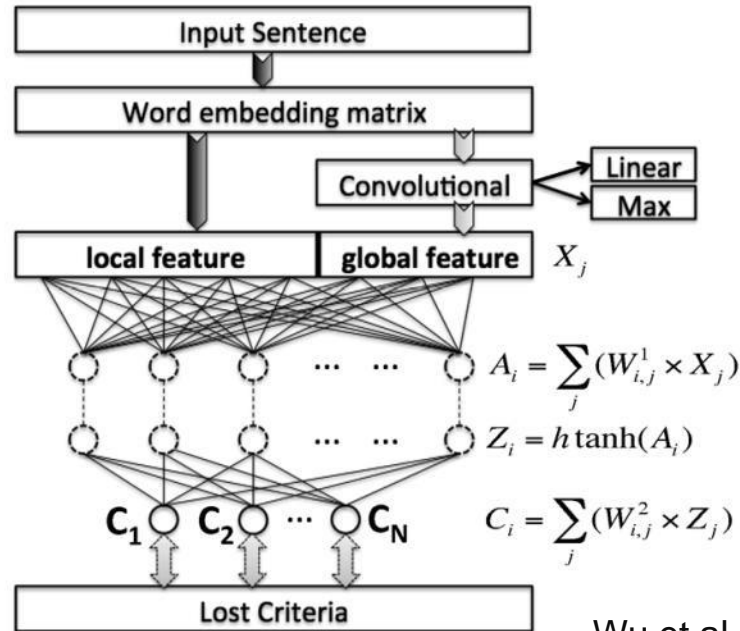 Input Sentence
Word embedding matrix
Convolutional
Linear
Max
local feature
global feature
X_j
... ... A_i = ∑_j (W^1_{i,j} × X_j)
... ... Z_i = h tanh(A_i)
C_1 C_2 ... C_N C_i = ∑_j (W^2_{i,j} × Z_j)
Lost Criteria